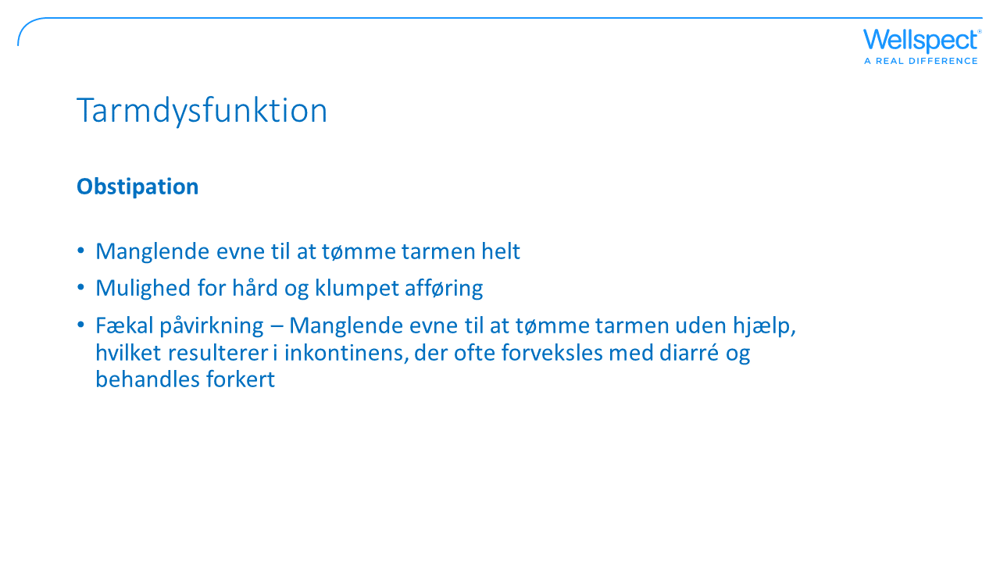 Wellspect®
A REAL DIFFERENCE
Tarmdysfunktion
Obstipation
• Manglende evne til at tømme tarmen helt
• Mulighed for hård og klumpet afføring
• Fækal påvirkning – Manglende evne til at tømme tarmen uden hjælp,
hvilket resulterer i inkontinens, der ofte forveksles med diarré og
behandles forkert